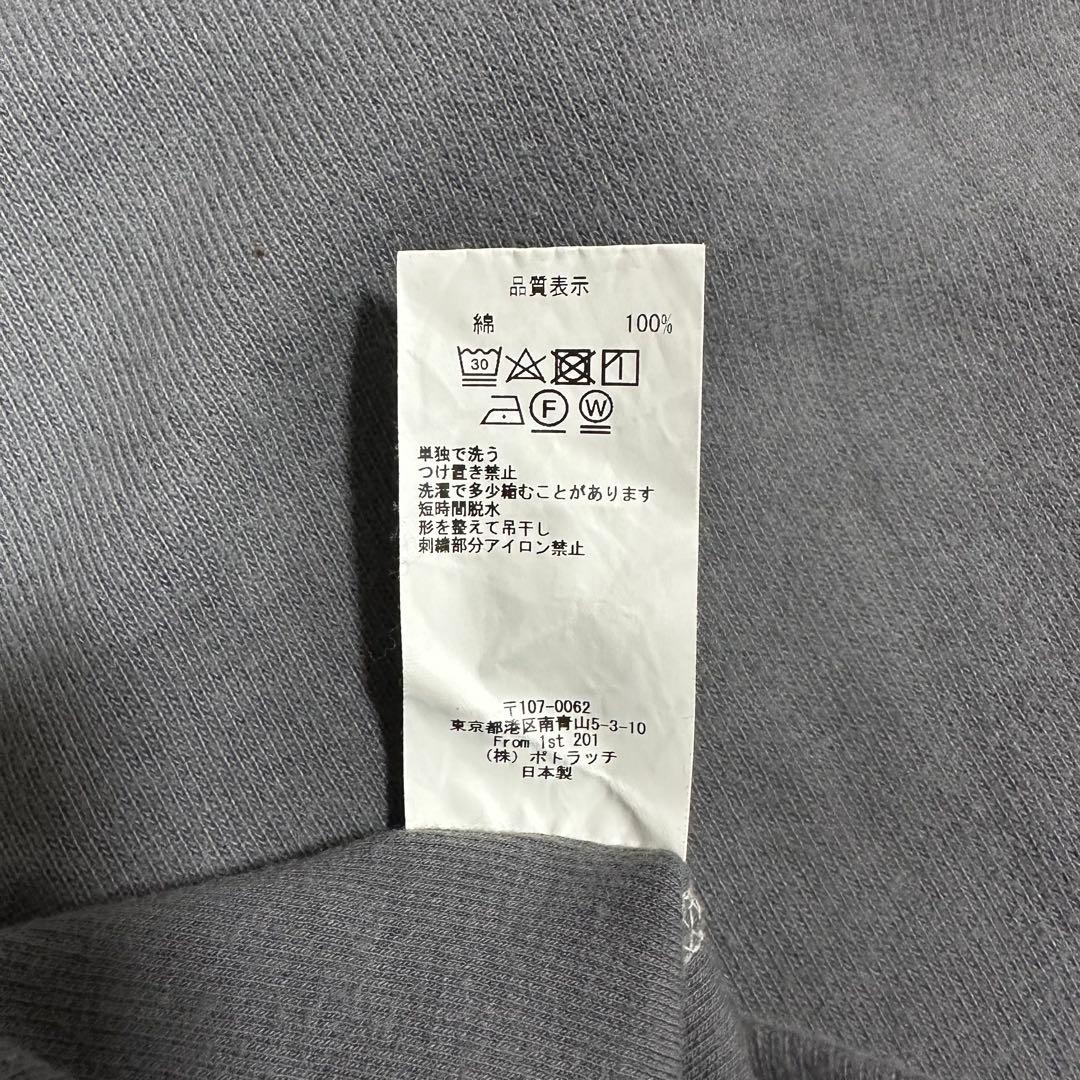 品質表示
綿 100%
30
F W
単独で洗う
つけ置き禁止
洗濯で多少縮むことがあります
短時間脱水
形を整えて吊干し
刺繍部分アイロン禁止
〒107-0062
東京都港区南青山5-3-10
From 1st 201
(株) ポトラッチ
日本製